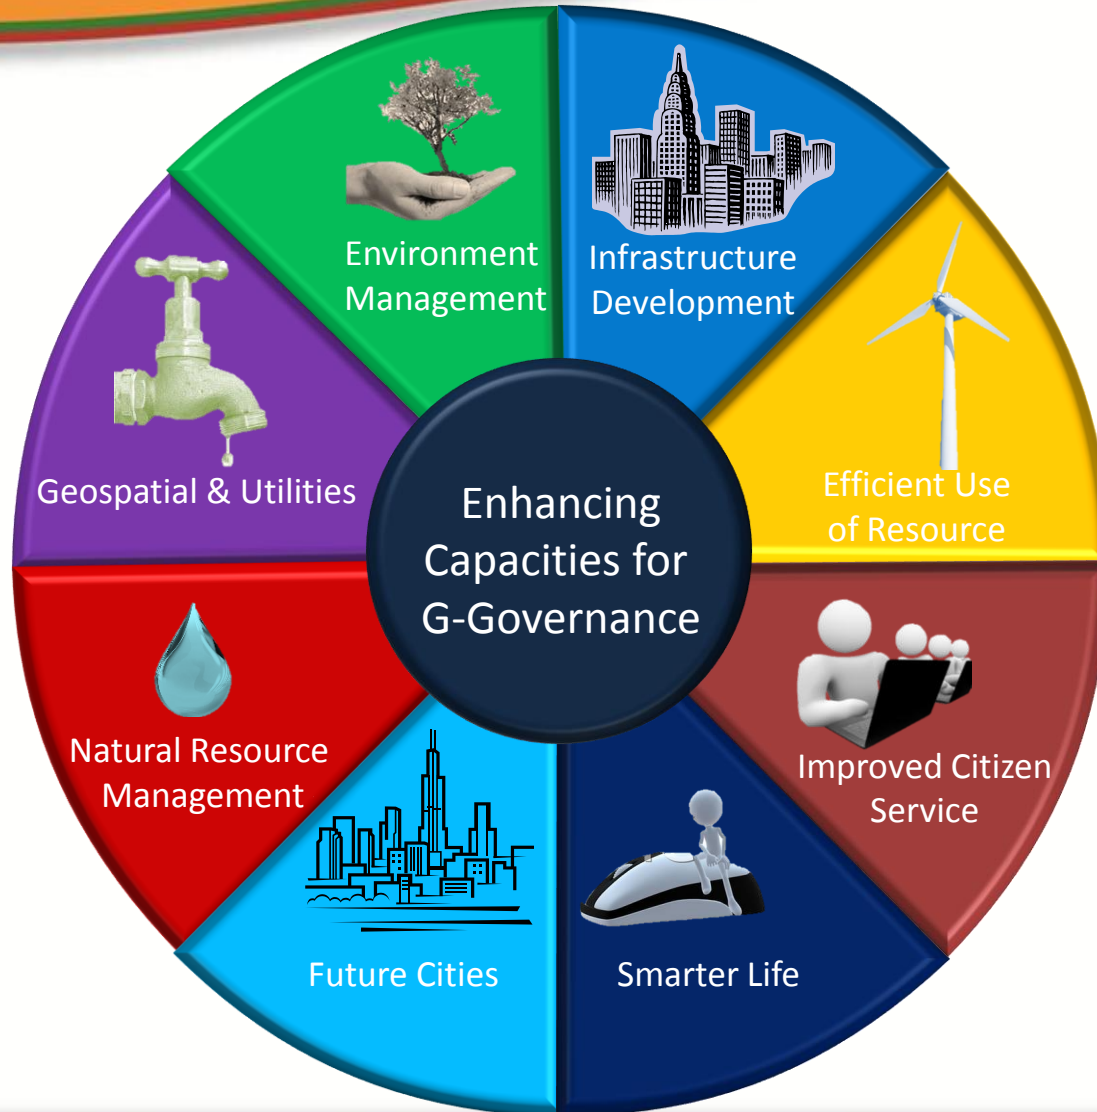 Environment
Management
Infrastructure
Development
Efficient Use
of Resource
Improved Citizen
Service
Smarter Life
Future Cities
Natural Resource
Management
Geospatial & Utilities
Enhancing
Capacities for
G-Governance